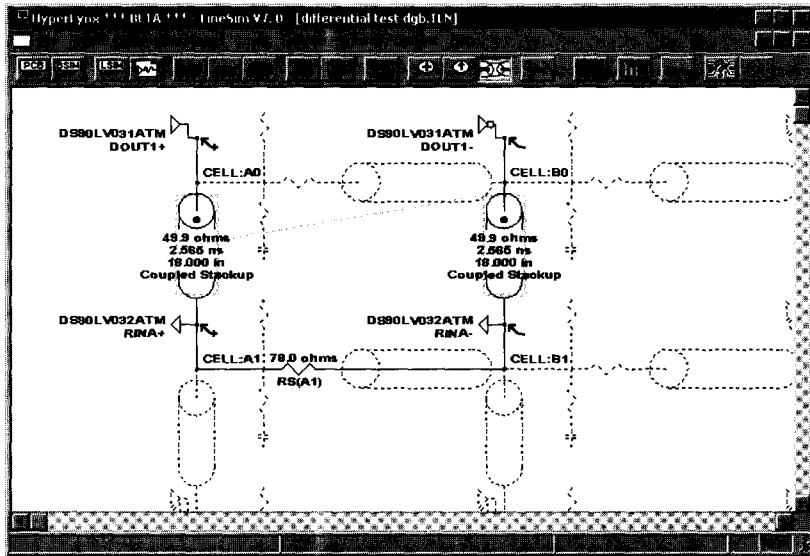 HyperLynx *** BETA *** - LineSim V7.0 [differential test dgb.TLN]
DS90LV031ATM
DOUT1+
DS90LV031ATM
DOUT1-
CELL:A0
CELL:B0
49.9 ohms
2.565 ns
18.000 in
Coupled Stackup
49.9 ohms
2.565 ns
18.000 in
Coupled Stackup
DS90LV032ATM
RINA+
DS90LV032ATM
RINA-
CELL:A1
78.0 ohms
CELL:B1
RS(A1)